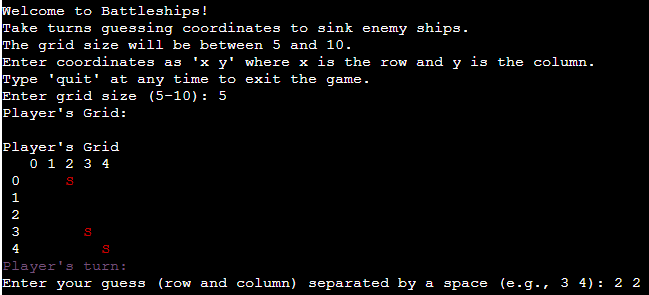 Welcome to Battleships!
Take turns guessing coordinates to sink enemy ships.
The grid size will be between 5 and 10.
Enter coordinates as 'x y' where x is the row and y is the column.
Type 'quit' at any time to exit the game.
Enter grid size (5-10): 5
Player's Grid:
Player's Grid
0 1 2 3 4
0 S
1
2
3 S
4 S
Player's turn:
Enter your guess (row and column) separated by a space (e.g., 3 4): 2 2